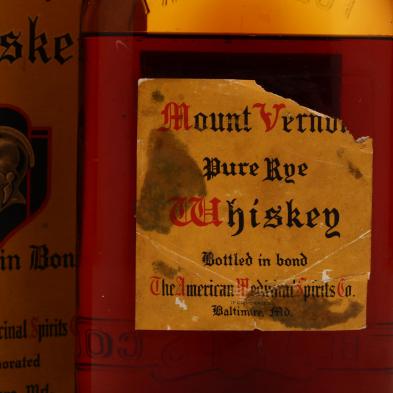 Mount Vernon
Pure Rye
Whiskey
Bottled in bond
The American Medicinal Spirits Co.
Baltimore, Md.
in Bon
cinal Spirits
orated